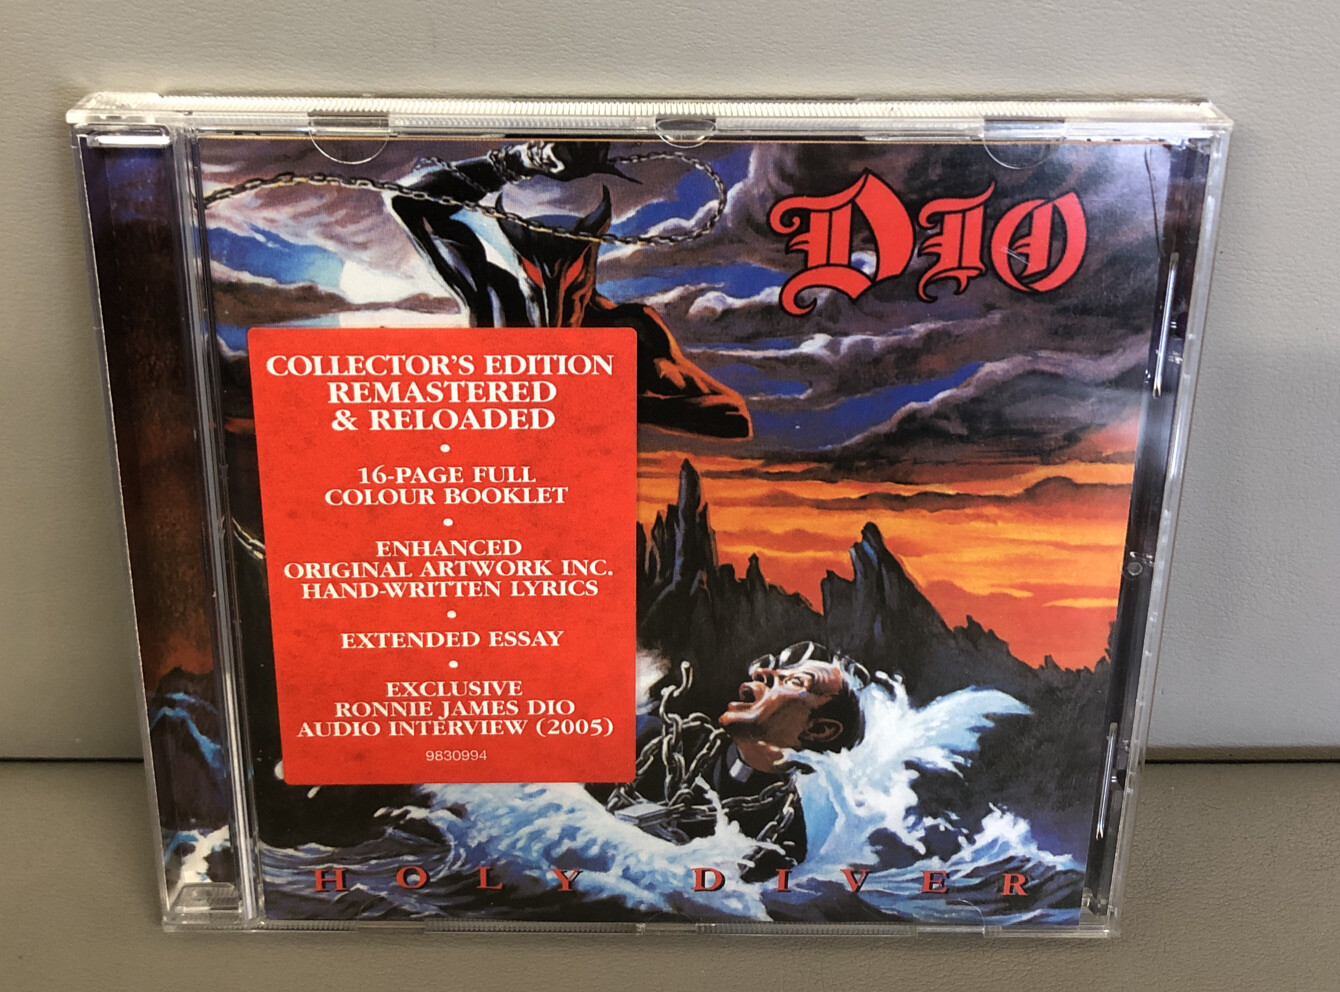 DIO
COLLECTOR'S EDITION
REMASTERED
& RELOADED
•
16-PAGE FULL
COLOUR BOOKLET
•
ENHANCED
ORIGINAL ARTWORK INC.
HAND-WRITTEN LYRICS
•
EXTENDED ESSAY
•
EXCLUSIVE
RONNIE JAMES DIO
AUDIO INTERVIEW (2005)
9830994
HOLY DIVER